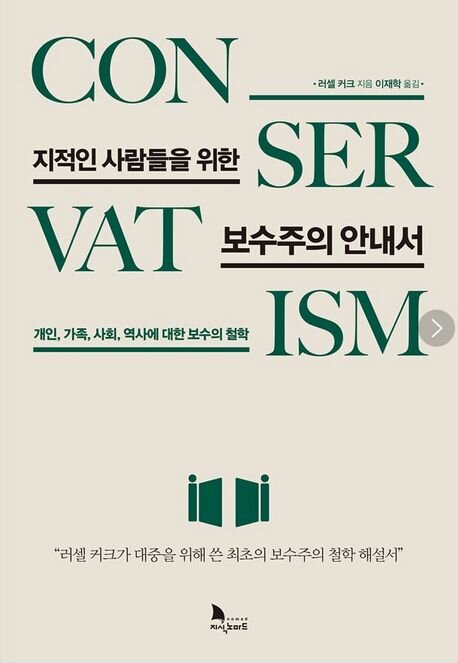 CON
· 러셀 커크 지음 이재학 옮김 ·
지적인 사람들을 위한
SER
VAT
보수주의 안내서
개인, 가족, 사회, 역사에 대한 보수의 철학
ISM
“러셀 커크가 대중을 위해 쓴 최초의 보수주의 철학 해설서”
nomad
지식노마드